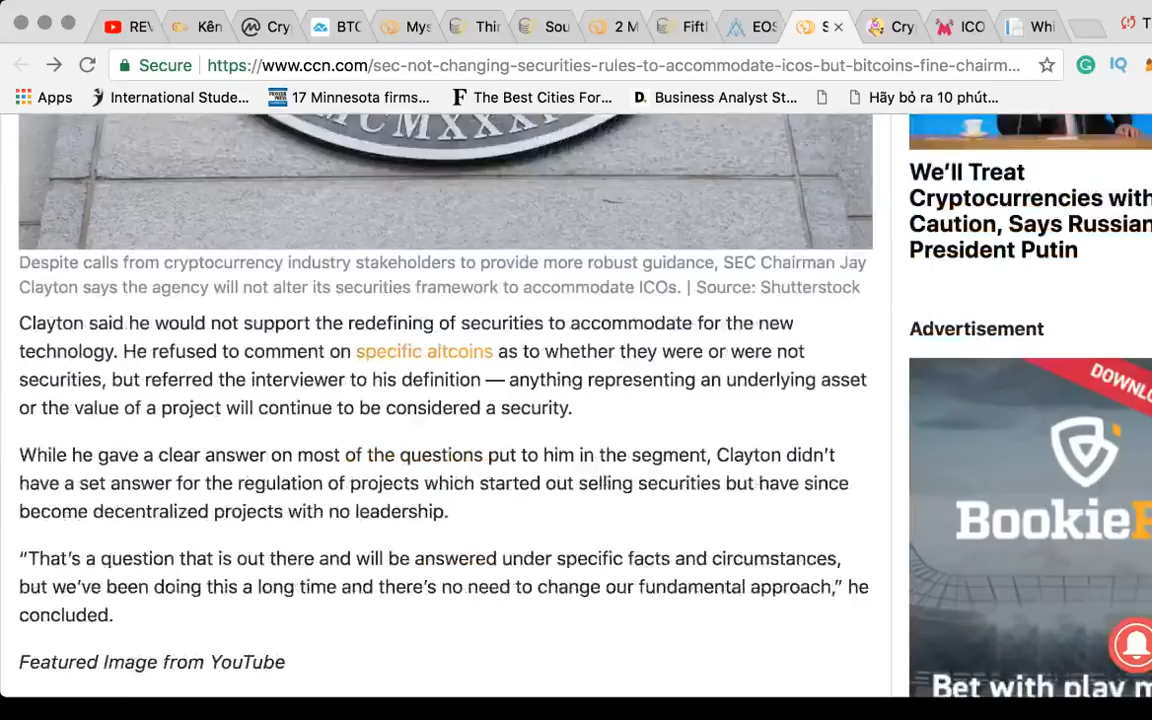 REV
Kên
Cry
BTC
Mys
Thir
Sou
2 M
Fiftl
EOS
S
Cry
ICO
Whi
Secure
https://www.ccn.com/sec-not-changing-securities-rules-to-accommodate-icos-but-bitcoins-fine-chairm...
IQ
Apps
International Stude...
17 Minnesota firms...
The Best Cities For...
Business Analyst St...
Hãy bỏ ra 10 phút...
MCMXXXI
Despite calls from cryptocurrency industry stakeholders to provide more robust guidance, SEC Chairman Jay
Clayton says the agency will not alter its securities framework to accommodate ICOs. | Source: Shutterstock
Clayton said he would not support the redefining of securities to accommodate for the new
technology. He refused to comment on specific altcoins as to whether they were or were not
securities, but referred the interviewer to his definition — anything representing an underlying asset
or the value of a project will continue to be considered a security.
While he gave a clear answer on most of the questions put to him in the segment, Clayton didn't
have a set answer for the regulation of projects which started out selling securities but have since
become decentralized projects with no leadership.
“That's a question that is out there and will be answered under specific facts and circumstances,
but we've been doing this a long time and there's no need to change our fundamental approach,” he
concluded.
Featured Image from YouTube
We'll Treat
Cryptocurrencies with
Caution, Says Russian
President Putin
Advertisement
DOWNLO
Bookie
Bet with play m